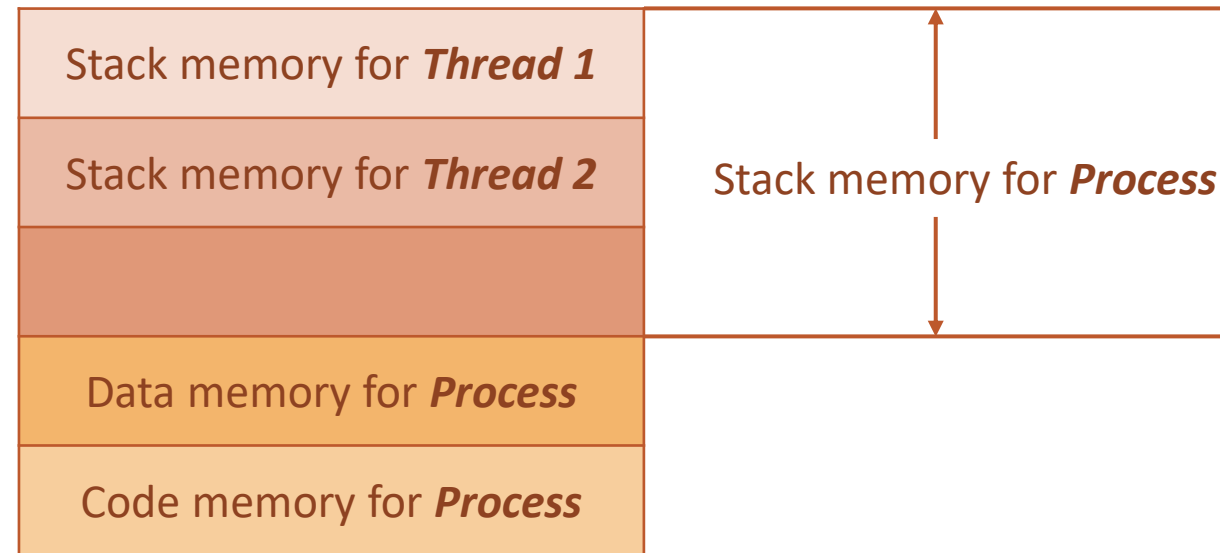 Stack memory for Thread 1
Stack memory for Thread 2
Stack memory for Process
Data memory for Process
Code memory for Process